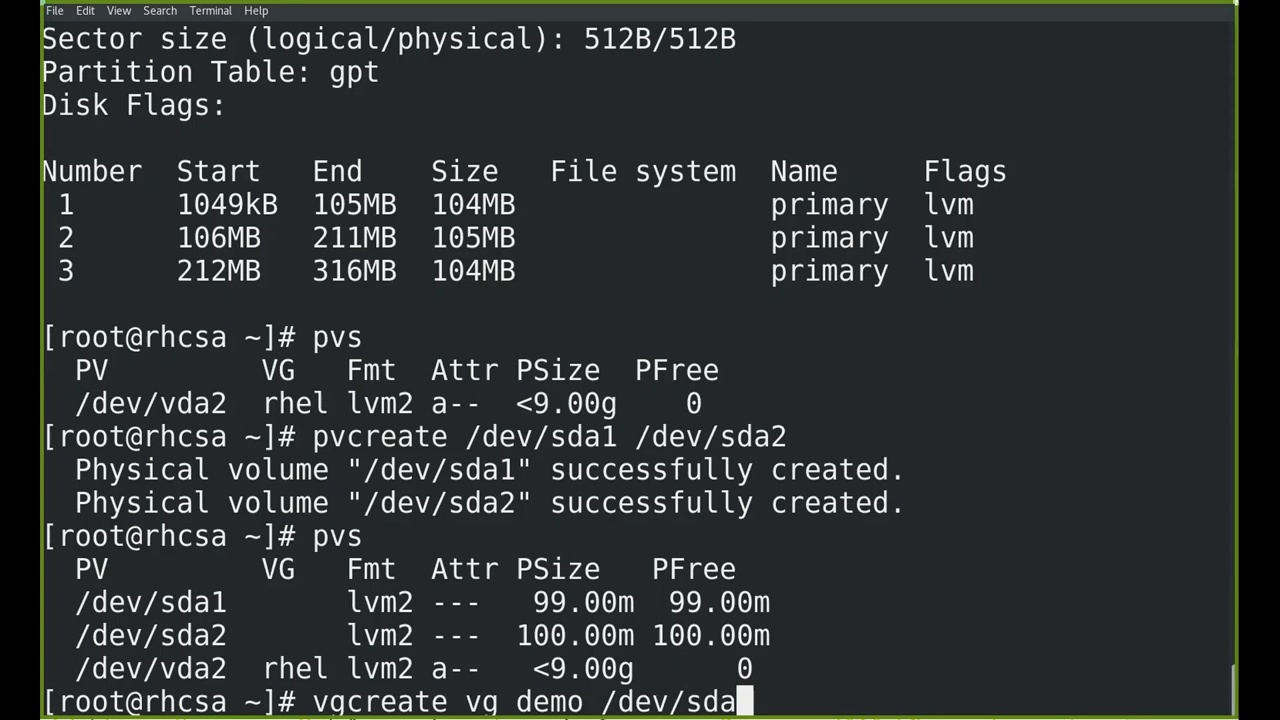 File Edit View Search Terminal Help
Sector size (logical/physical): 512B/512B
Partition Table: gpt
Disk Flags:
Number Start End Size File system Name Flags
1 1049kB 105MB 104MB primary lvm
2 106MB 211MB 105MB primary lvm
3 212MB 316MB 104MB primary lvm
[root@rhcsa ~]# pvs
PV VG Fmt Attr PSize PFree
/dev/vda2 rhel lvm2 a-- <9.00g 0
[root@rhcsa ~]# pvcreate /dev/sda1 /dev/sda2
Physical volume "/dev/sda1" successfully created.
Physical volume "/dev/sda2" successfully created.
[root@rhcsa ~]# pvs
PV VG Fmt Attr PSize PFree
/dev/sda1 lvm2 --- 99.00m 99.00m
/dev/sda2 lvm2 --- 100.00m 100.00m
/dev/vda2 rhel lvm2 a-- <9.00g 0
[root@rhcsa ~]# vgcreate vg demo /dev/sda